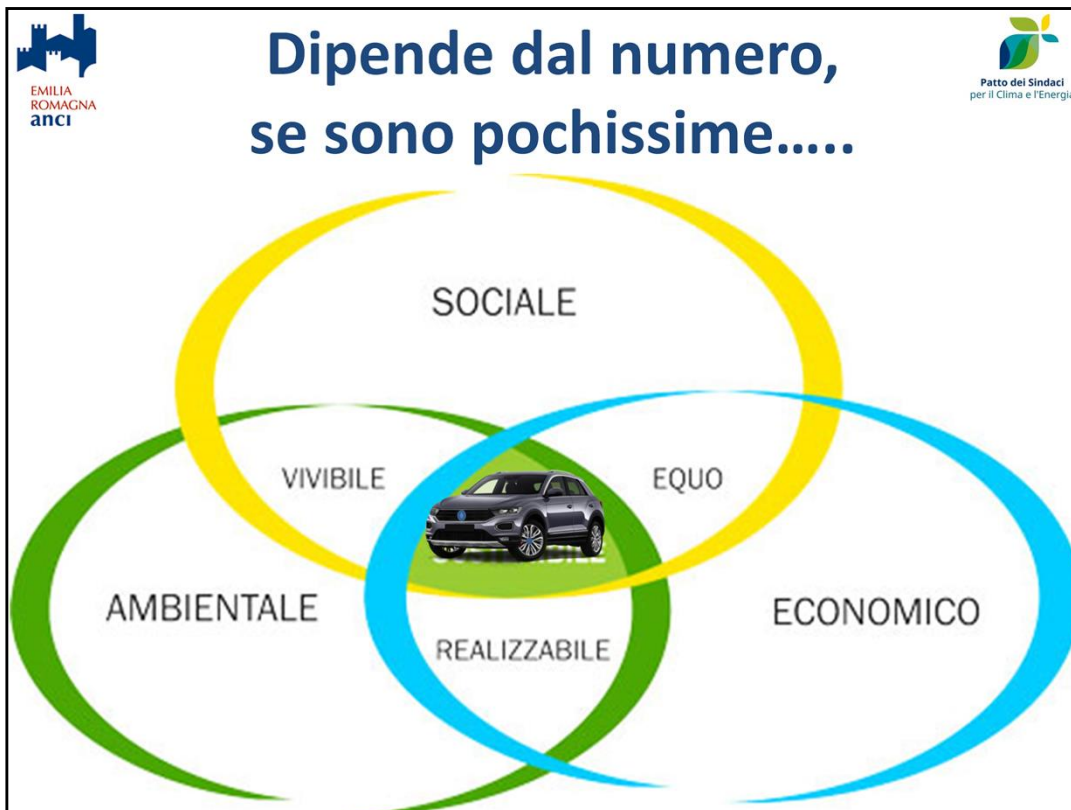 EMILIA
ROMAGNA
anci
Dipende dal numero,
se sono pochissime.....
Patto dei Sindaci
per il Clima e l'Energia
SOCIALE
VIVIBILE
EQUO
SOSTENIBILE
AMBIENTALE
ECONOMICO
REALIZZABILE